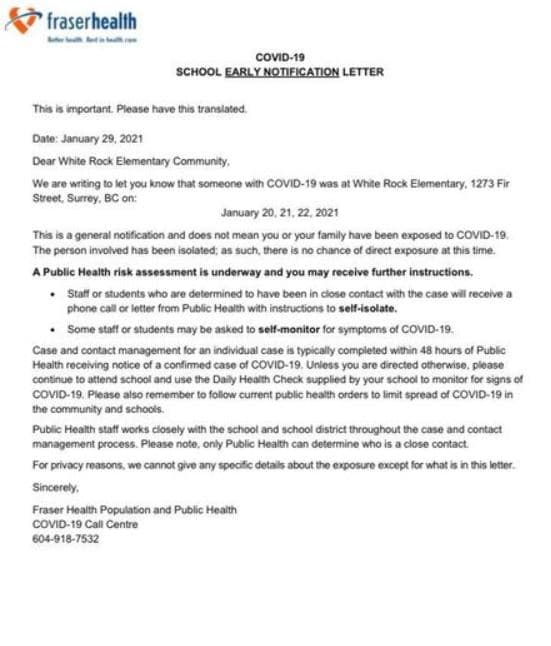 fraserhealth
Better health. Best in health care.
COVID-19
SCHOOL EARLY NOTIFICATION LETTER
This is important. Please have this translated.
Date: January 29, 2021
Dear White Rock Elementary Community,
We are writing to let you know that someone with COVID-19 was at White Rock Elementary, 1273 Fir
Street, Surrey, BC on:
January 20, 21, 22, 2021
This is a general notification and does not mean you or your family have been exposed to COVID-19.
The person involved has been isolated; as such, there is no chance of direct exposure at this time.
A Public Health risk assessment is underway and you may receive further instructions.
• Staff or students who are determined to have been in close contact with the case will receive a
phone call or letter from Public Health with instructions to self-isolate.
• Some staff or students may be asked to self-monitor for symptoms of COVID-19.
Case and contact management for an individual case is typically completed within 48 hours of Public
Health receiving notice of a confirmed case of COVID-19. Unless you are directed otherwise, please
continue to attend school and use the Daily Health Check supplied by your school to monitor for signs of
COVID-19. Please also remember to follow current public health orders to limit spread of COVID-19 in
the community and schools.
Public Health staff works closely with the school and school district throughout the case and contact
management process. Please note, only Public Health can determine who is a close contact.
For privacy reasons, we cannot give any specific details about the exposure except for what is in this letter.
Sincerely,
Fraser Health Population and Public Health
COVID-19 Call Centre
604-918-7532